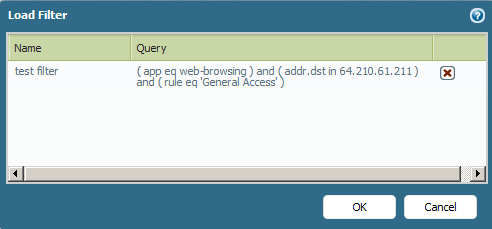 Load Filter
Name Query
test filter ( app eq web-browsing ) and ( addr.dst in 64.210.61.211 )
and ( rule eq 'General Access' )
OK Cancel